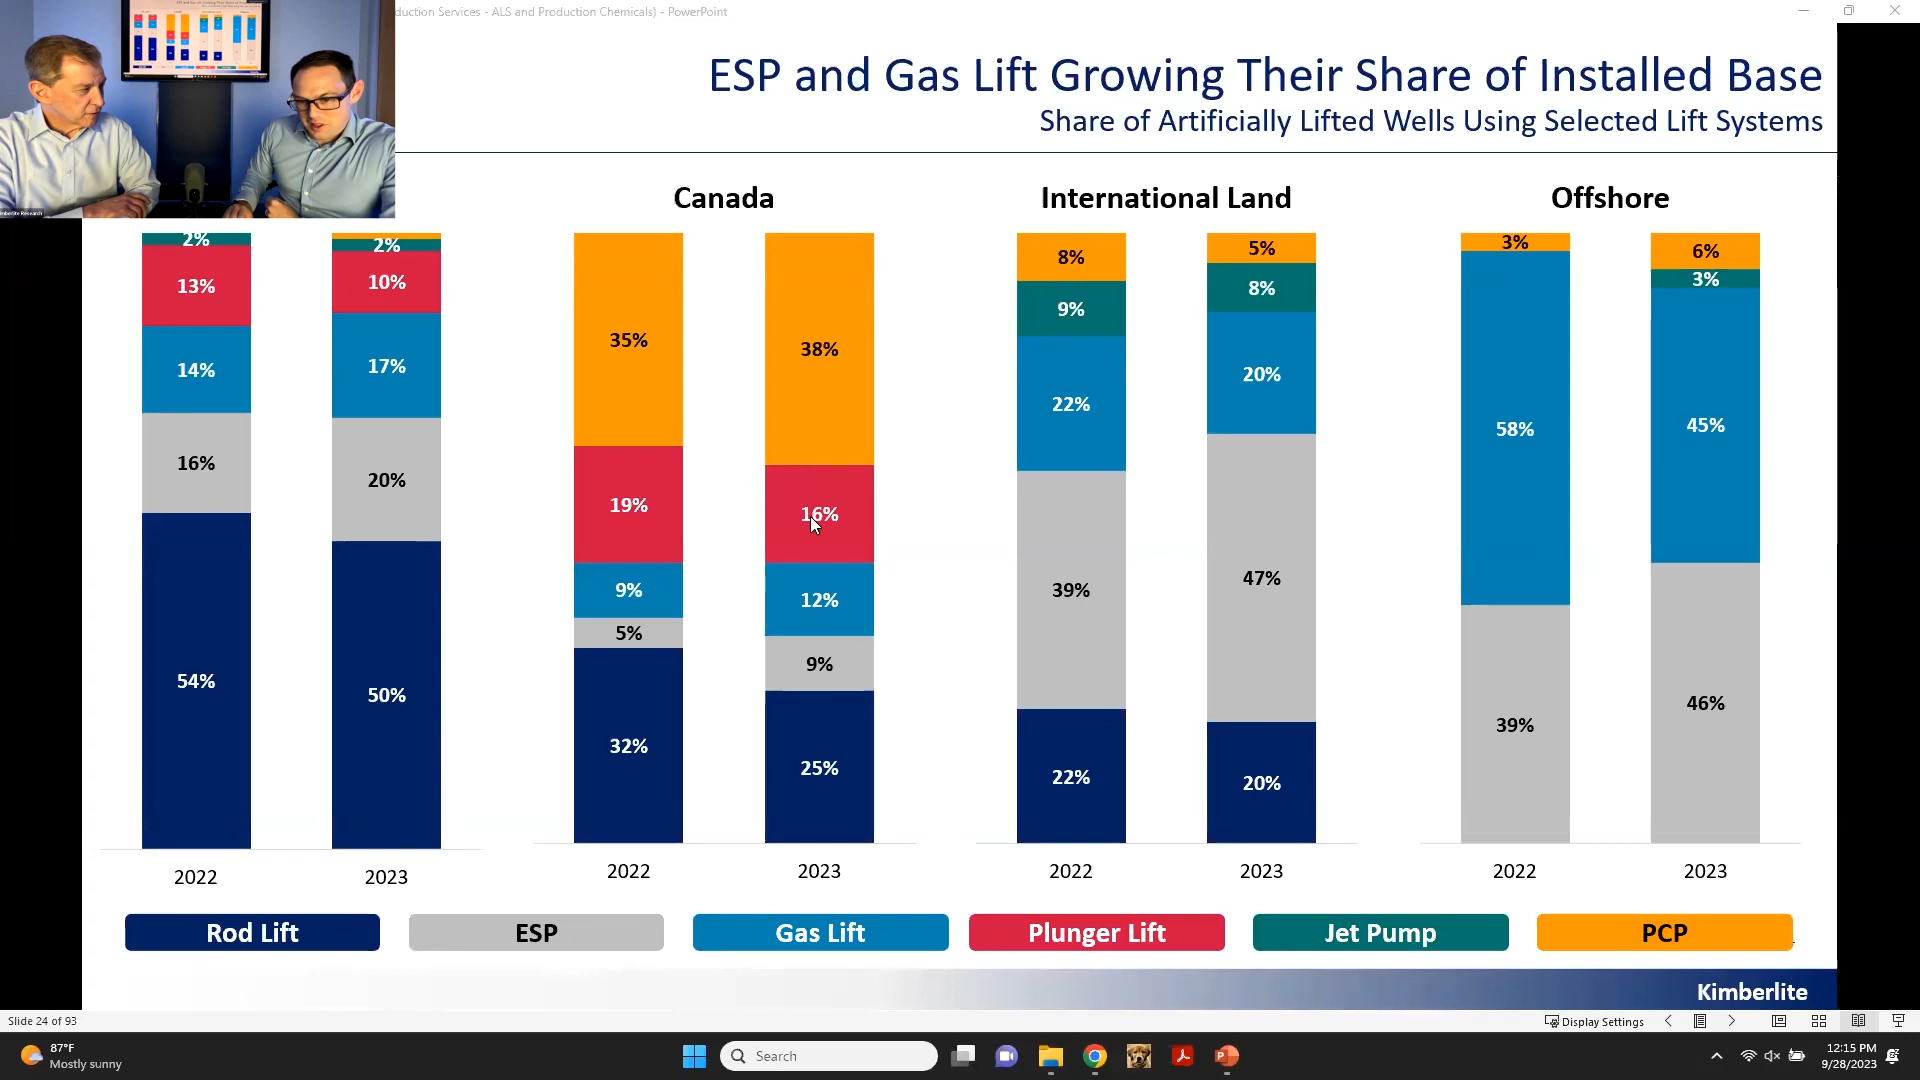 duction Services - ALS and Production Chemicals) - PowerPoint
ESP and Gas Lift Growing Their Share of Installed Base
Share of Artificially Lifted Wells Using Selected Lift Systems
Canada
International Land
Offshore
2%
13%
14%
16%
54%
2022
2%
10%
17%
20%
50%
2023
35%
19%
9%
5%
32%
2022
38%
16%
12%
9%
25%
2023
8%
9%
22%
39%
22%
2022
5%
8%
20%
47%
20%
2023
3%
58%
39%
2022
6%
3%
45%
46%
2023
Rod Lift
ESP
Gas Lift
Plunger Lift
Jet Pump
PCP
Kimberlite
Slide 24 of 93
Display Settings
87°F
Mostly sunny
Search
12:15 PM
9/28/2023